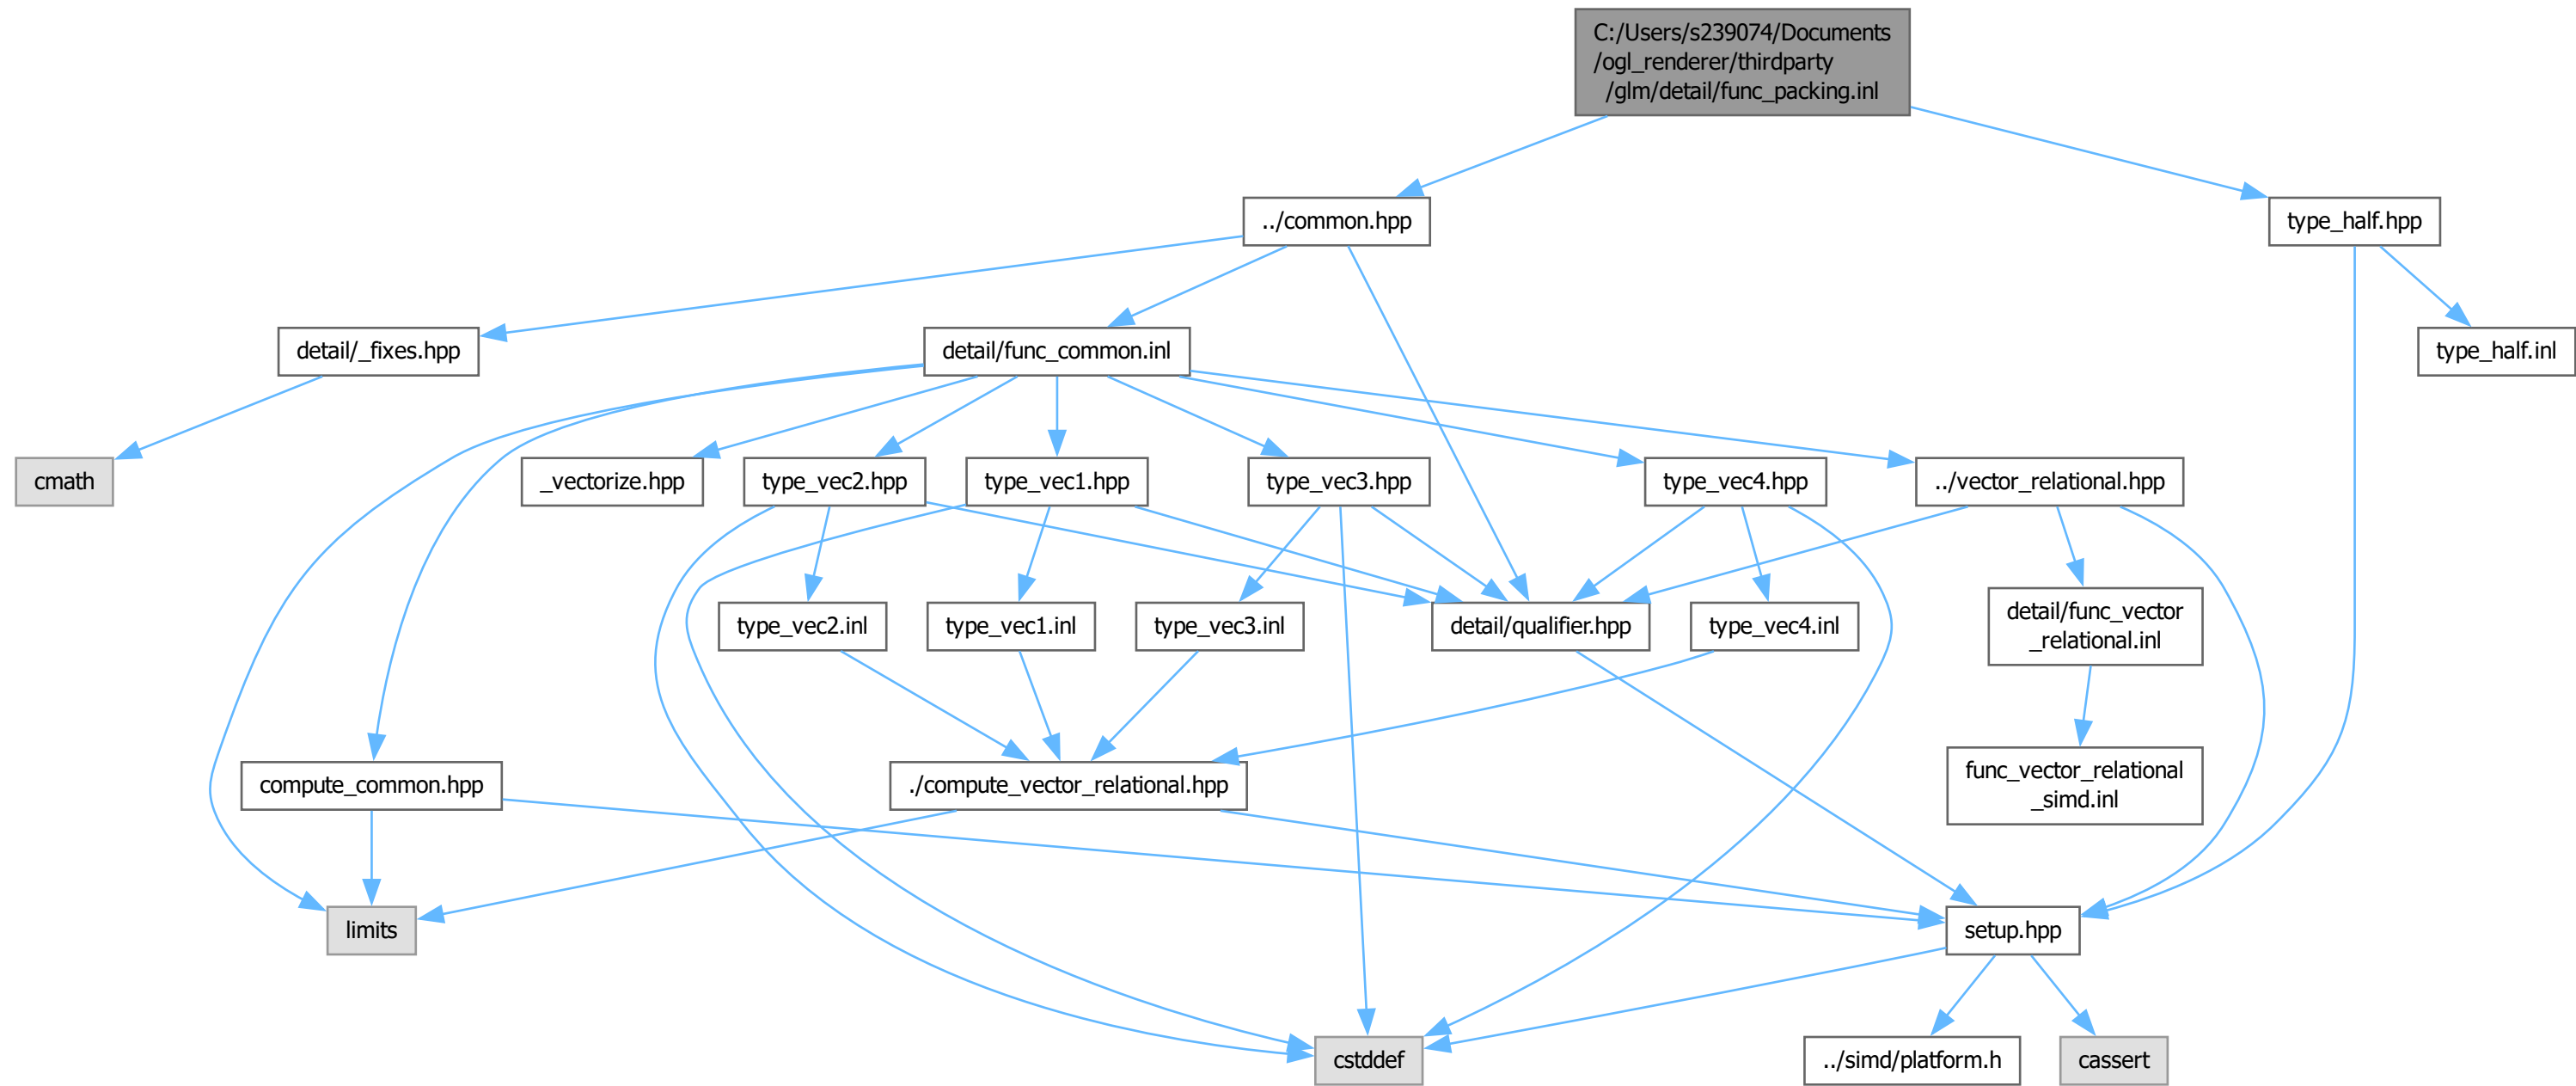 C:/Users/s239074/Documents
/ogl_renderer/thirdparty
/glm/detail/func_packing.inl
../common.hpp
type_half.hpp
detail/_fixes.hpp
detail/func_common.inl
type_half.inl
cmath
_vectorize.hpp
type_vec2.hpp
type_vec1.hpp
type_vec3.hpp
type_vec4.hpp
../vector_relational.hpp
type_vec2.inl
type_vec1.inl
type_vec3.inl
detail/qualifier.hpp
type_vec4.inl
detail/func_vector
_relational.inl
compute_common.hpp
./compute_vector_relational.hpp
func_vector_relational
_simd.inl
limits
setup.hpp
cstddef
../simd/platform.h
cassert